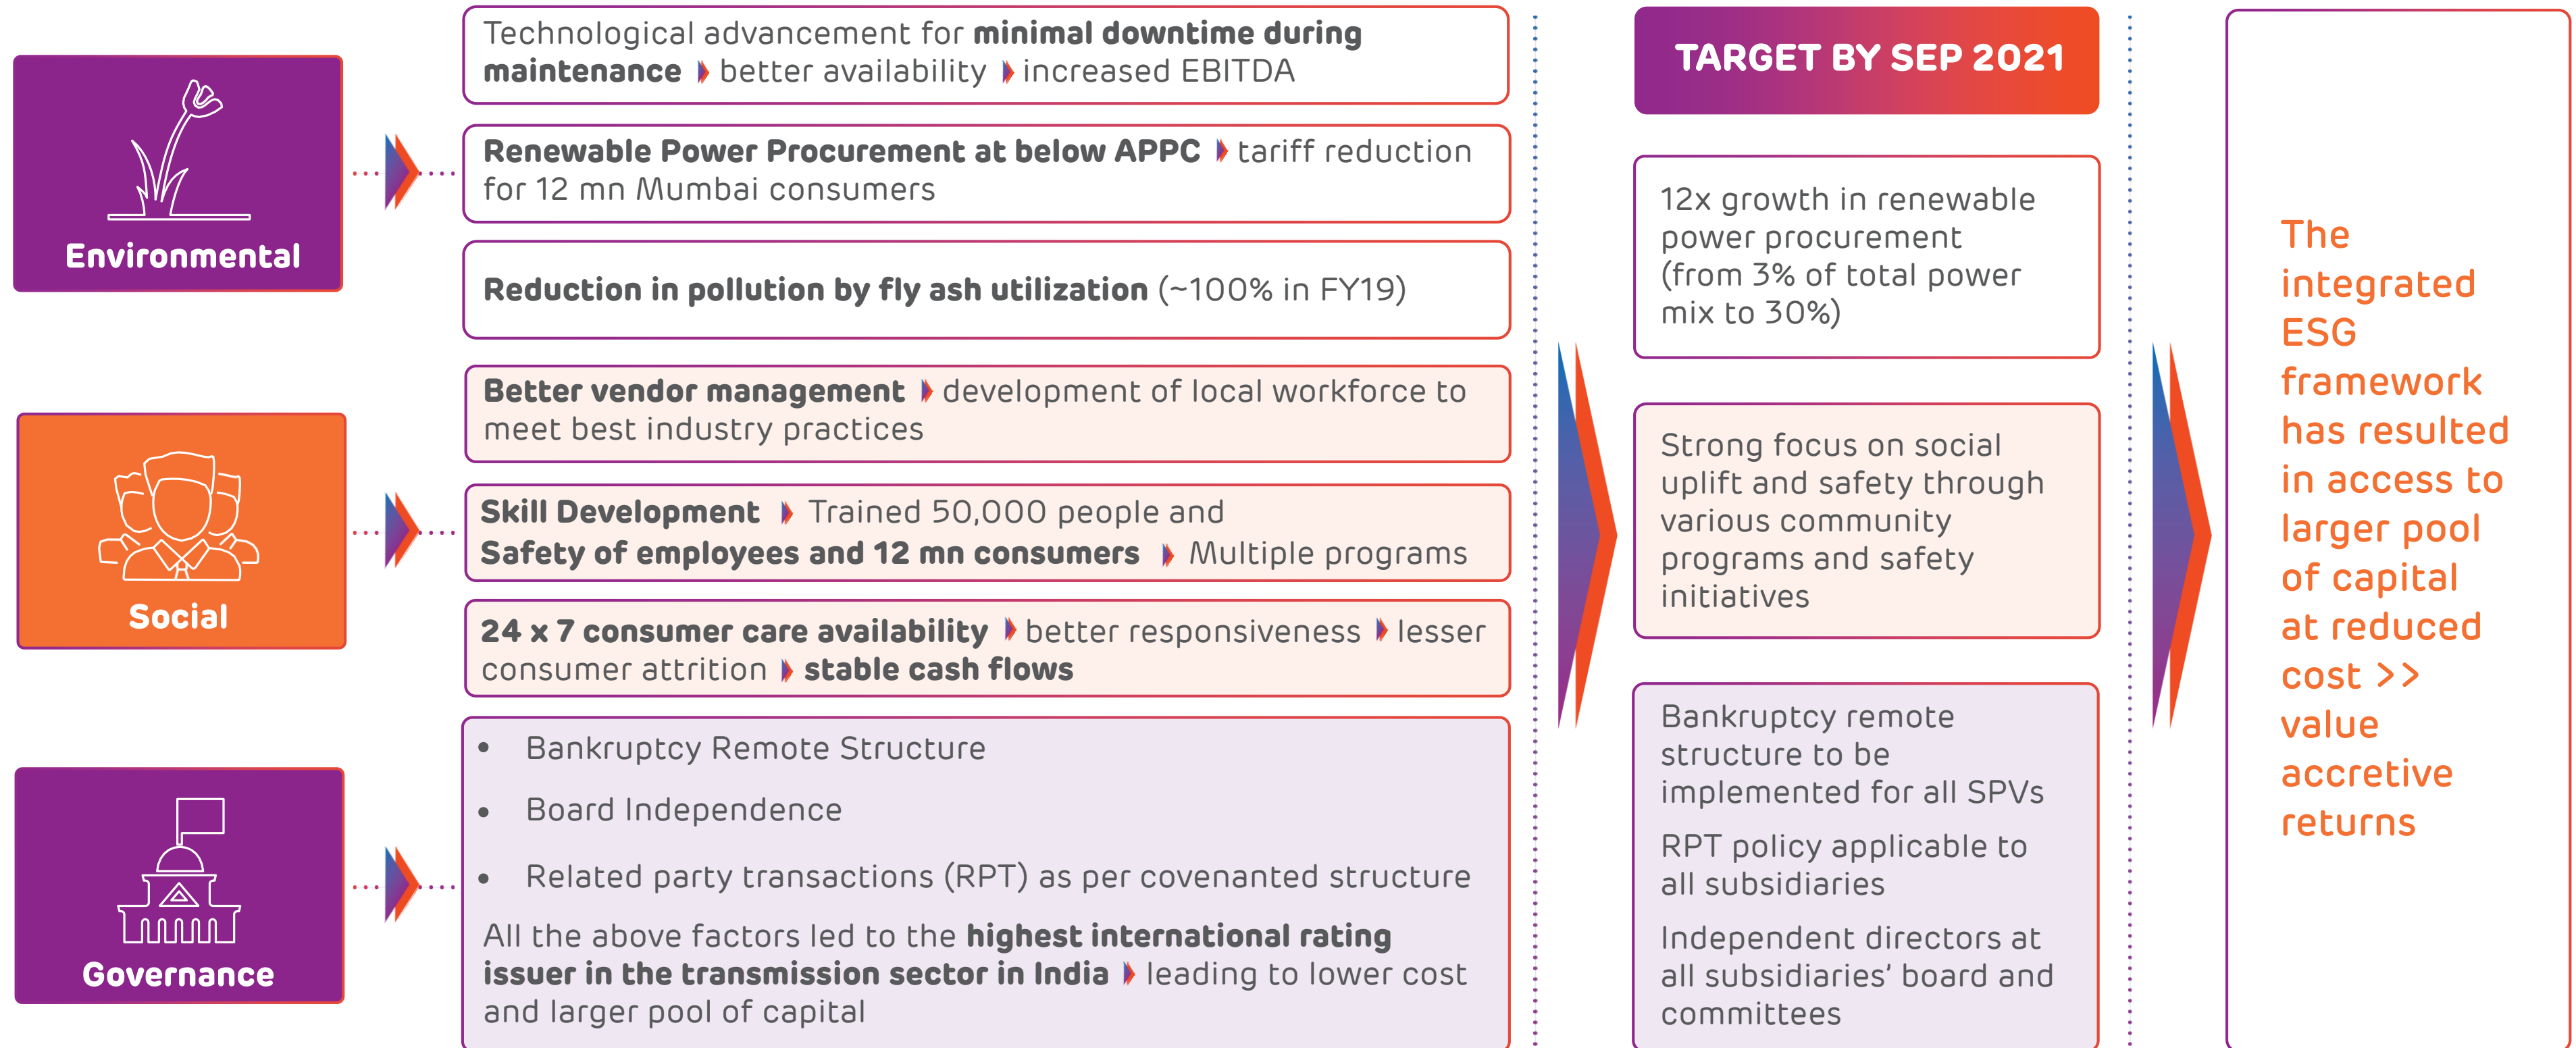 Environmental
Technological advancement for minimal downtime during
maintenance better availability increased EBITDA
Renewable Power Procurement at below APPC tariff reduction
for 12 mn Mumbai consumers
Reduction in pollution by fly ash utilization (~100% in FY19)
Social
Better vendor management development of local workforce to
meet best industry practices
Skill Development Trained 50,000 people and
Safety of employees and 12 mn consumers Multiple programs
24 x 7 consumer care availability better responsiveness lesser
consumer attrition stable cash flows
Governance
• Bankruptcy Remote Structure
• Board Independence
• Related party transactions (RPT) as per covenanted structure
All the above factors led to the highest international rating
issuer in the transmission sector in India leading to lower cost
and larger pool of capital
TARGET BY SEP 2021
12x growth in renewable
power procurement
(from 3% of total power
mix to 30%)
Strong focus on social
uplift and safety through
various community
programs and safety
initiatives
Bankruptcy remote
structure to be
implemented for all SPVs
RPT policy applicable to
all subsidiaries
Independent directors at
all subsidiaries’ board and
committees
The
integrated
ESG
framework
has resulted
in access to
larger pool
of capital
at reduced
cost >>
value
accretive
returns